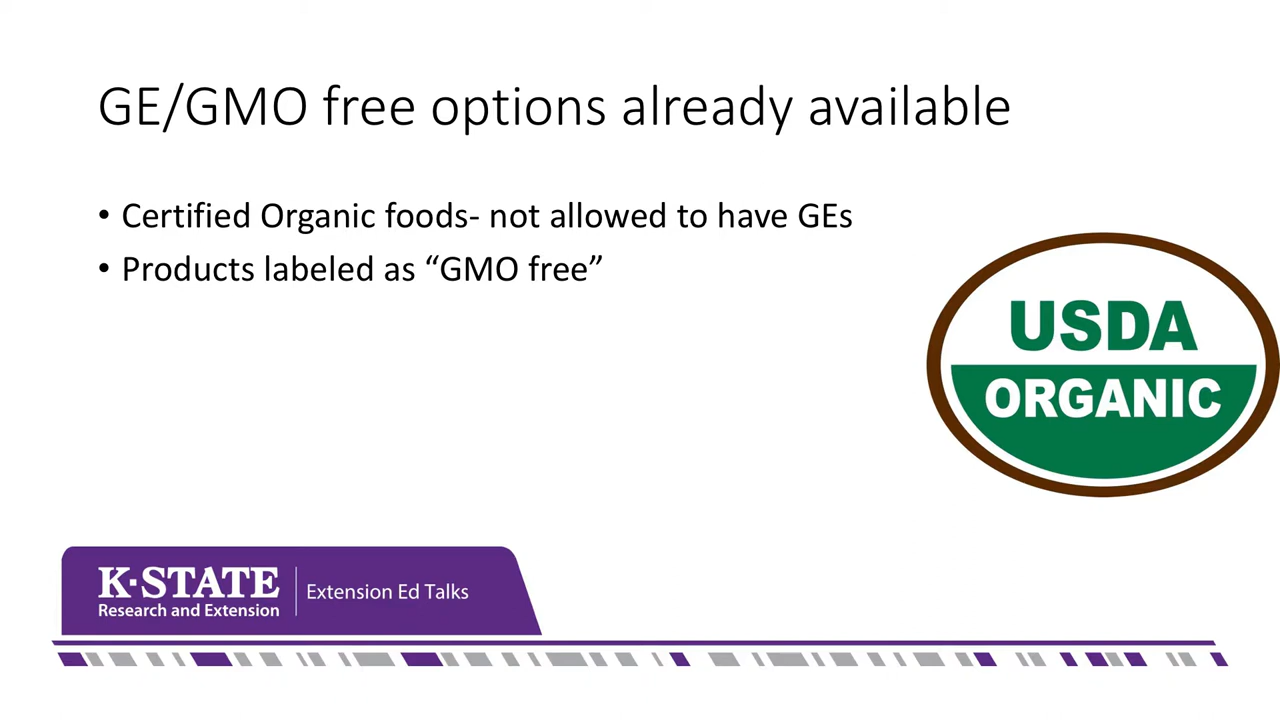 GE/GMO free options already available
• Certified Organic foods- not allowed to have GEs
• Products labeled as “GMO free”
USDA
ORGANIC
K·STATE
Research and Extension
Extension Ed Talks